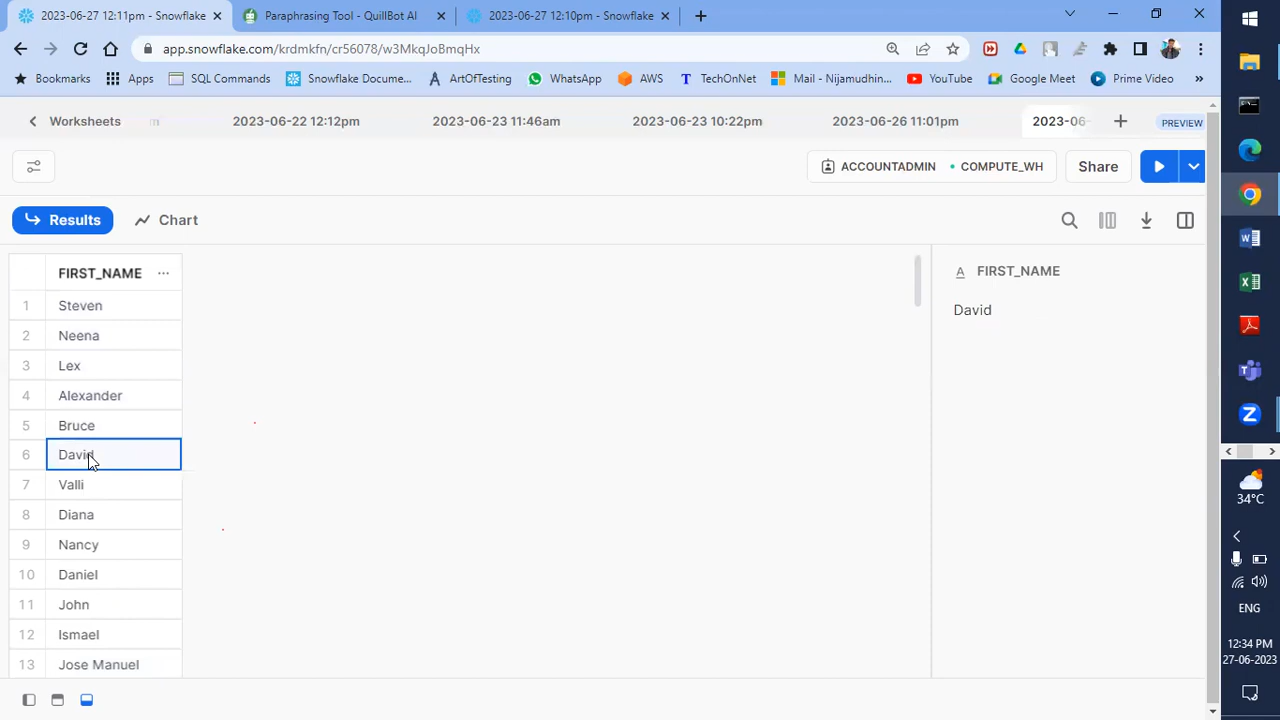 2023-06-27 12:11pm - Snowflake
Paraphrasing Tool - QuillBot AI
2023-06-27 12:10pm - Snowflake
app.snowflake.com/krdmkfn/cr56078/w3MkqJoBmqHx
Bookmarks
Apps
SQL Commands
Snowflake Docume...
ArtOfTesting
WhatsApp
AWS
TechOnNet
Mail - Nijamudhin...
YouTube
Google Meet
Prime Video
»
Worksheets
m
2023-06-22 12:12pm
2023-06-23 11:46am
2023-06-23 10:22pm
2023-06-26 11:01pm
2023-06-
PREVIEW
ACCOUNTADMIN
COMPUTE_WH
Share
Results
Chart
FIRST_NAME ...
1 Steven
2 Neena
3 Lex
4 Alexander
5 Bruce
6 David
7 Valli
8 Diana
9 Nancy
10 Daniel
11 John
12 Ismael
13 Jose Manuel
A FIRST_NAME
David
34°C
ENG
12:34 PM
27-06-2023